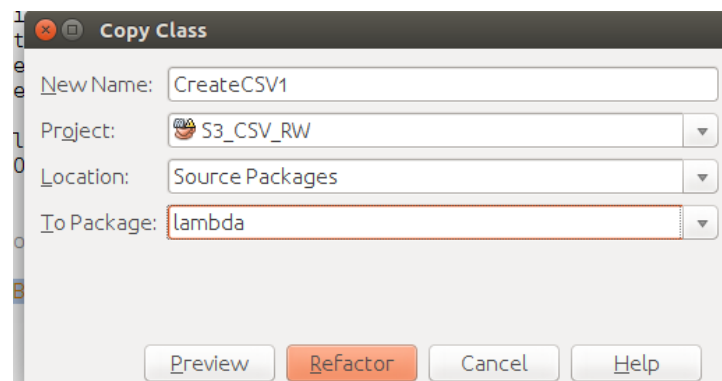 Copy Class
New Name: CreateCSV1
Project: S3_CSV_RW
Location: Source Packages
To Package: lambda
Preview Refactor Cancel Help